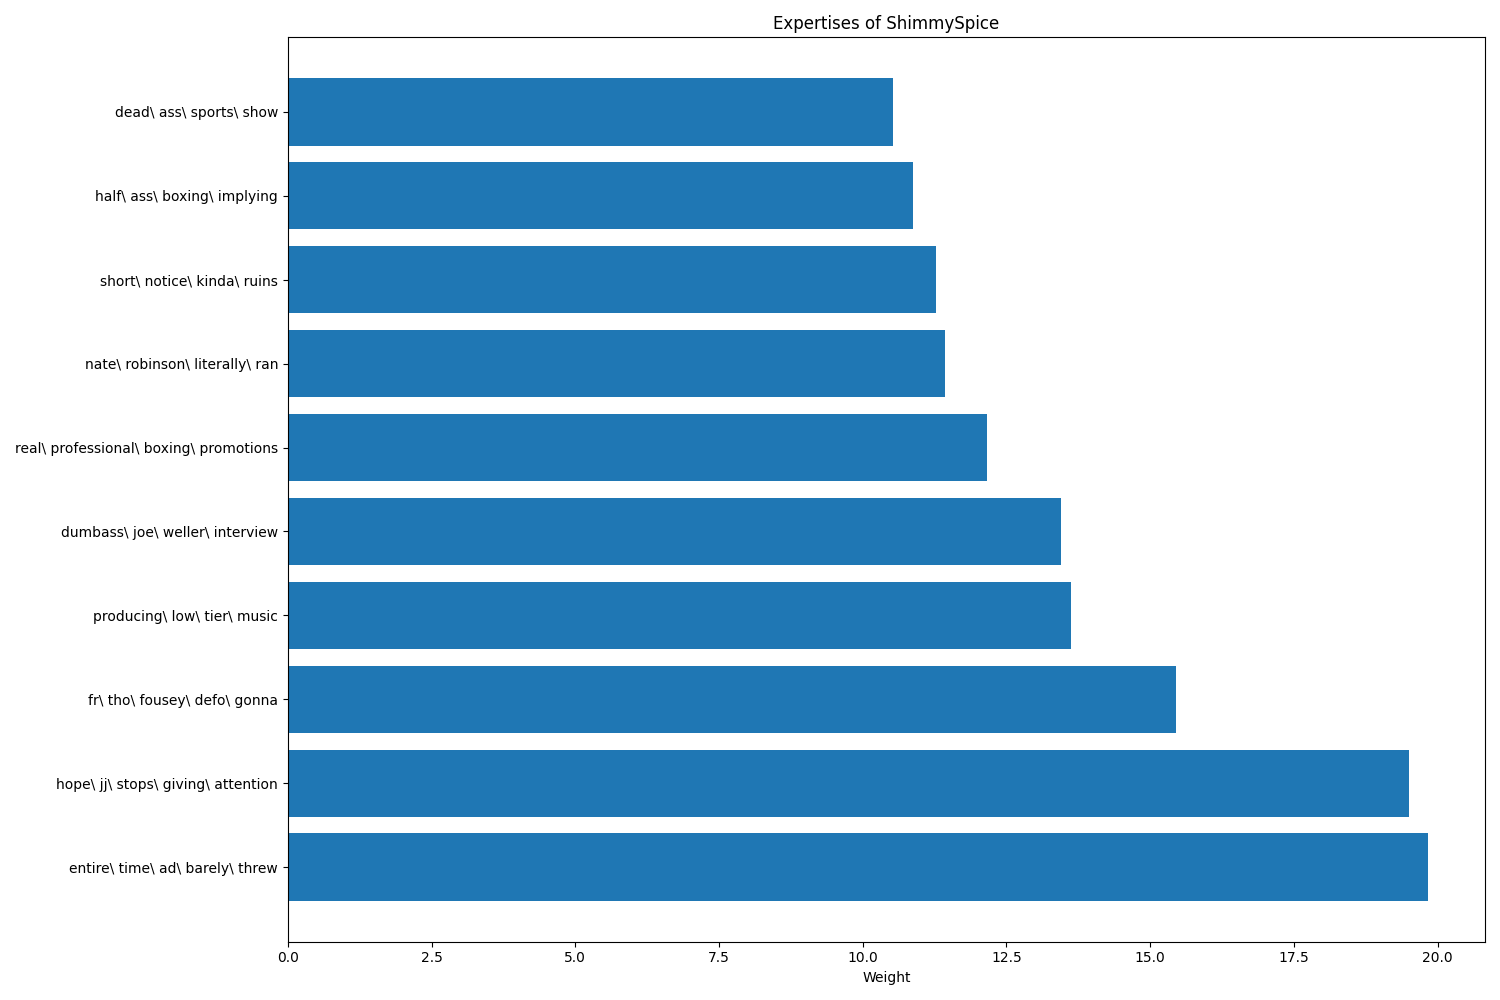 Expertises of ShimmySpice
dead\ ass\ sports\ show
half\ ass\ boxing\ implying
short\ notice\ kinda\ ruins
nate\ robinson\ literally\ ran
real\ professional\ boxing\ promotions
dumbass\ joe\ weller\ interview
producing\ low\ tier\ music
fr\ tho\ fousey\ defo\ gonna
hope\ jj\ stops\ giving\ attention
entire\ time\ ad\ barely\ threw
0.0 2.5 5.0 7.5 10.0 12.5 15.0 17.5 20.0
Weight